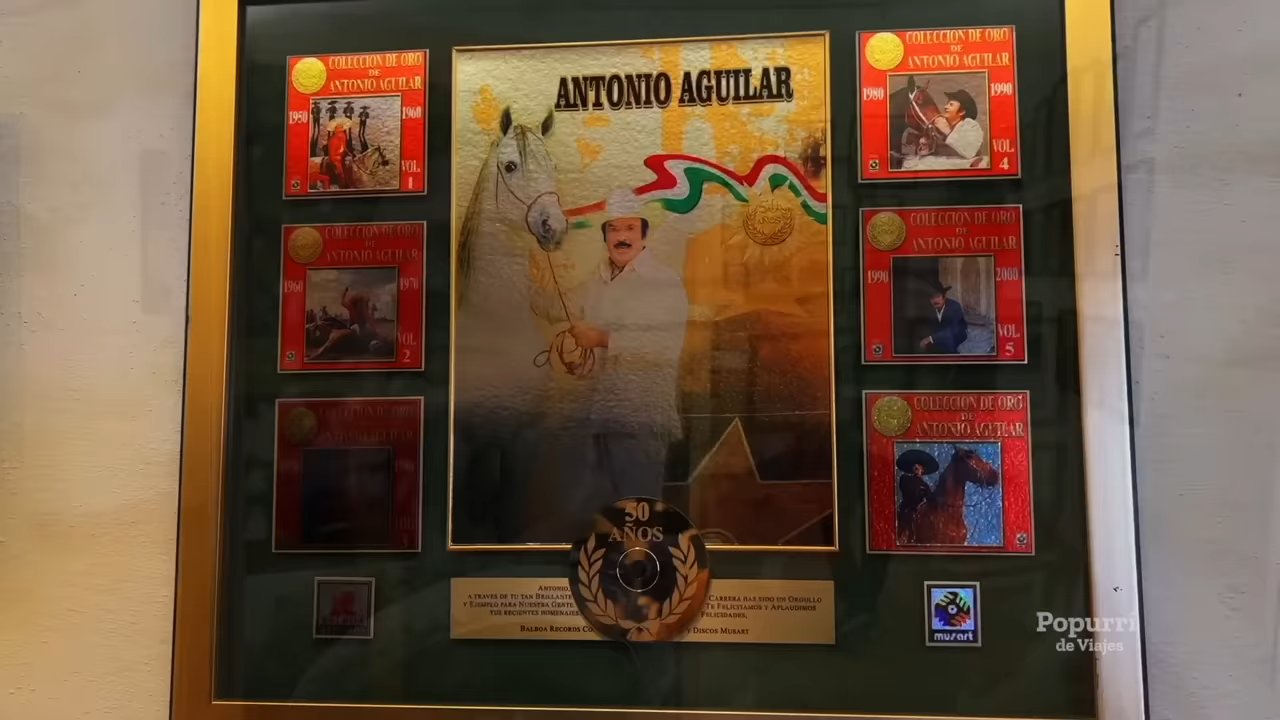 COLECCION DE ORO
DE
ANTONIO AGUILAR
1950
1960
VOL.
1
COLECCION DE ORO
DE
ANTONIO AGUILAR
1960
1970
VOL.
2
ANTONIO AGUILAR
ANTONIO AGUILAR
50
AÑOS
50
AÑOS
ANTONIO,
A TRAVES DE TU TAN BRILLANTE
CARRERA HAS SIDO UN ORGULLO
Y EJEMPLO PARA NUESTRA GENTE
TE FELICITAMOS Y APLAUDIMOS
TUS RECIENTES HOMENAJES
FELICIDADES,
BALBOA RECORDS CO.
Y DISCOS MUSART
COLECCION DE ORO
DE
ANTONIO AGUILAR
1980
1990
VOL.
4
COLECCION DE ORO
DE
ANTONIO AGUILAR
1990
2000
VOL.
5
COLECCION DE ORO
DE
ANTONIO AGUILAR
musart
Popurrí
de Viajes